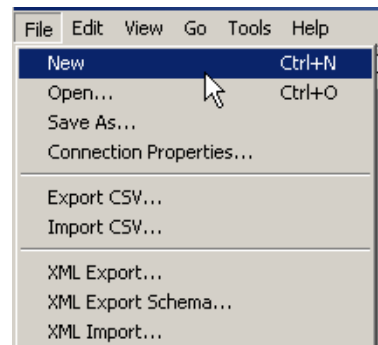 File Edit View Go Tools Help
New Ctrl+N
Open... Ctrl+O
Save As...
Connection Properties...
Export CSV...
Import CSV...
XML Export...
XML Export Schema...
XML Import...